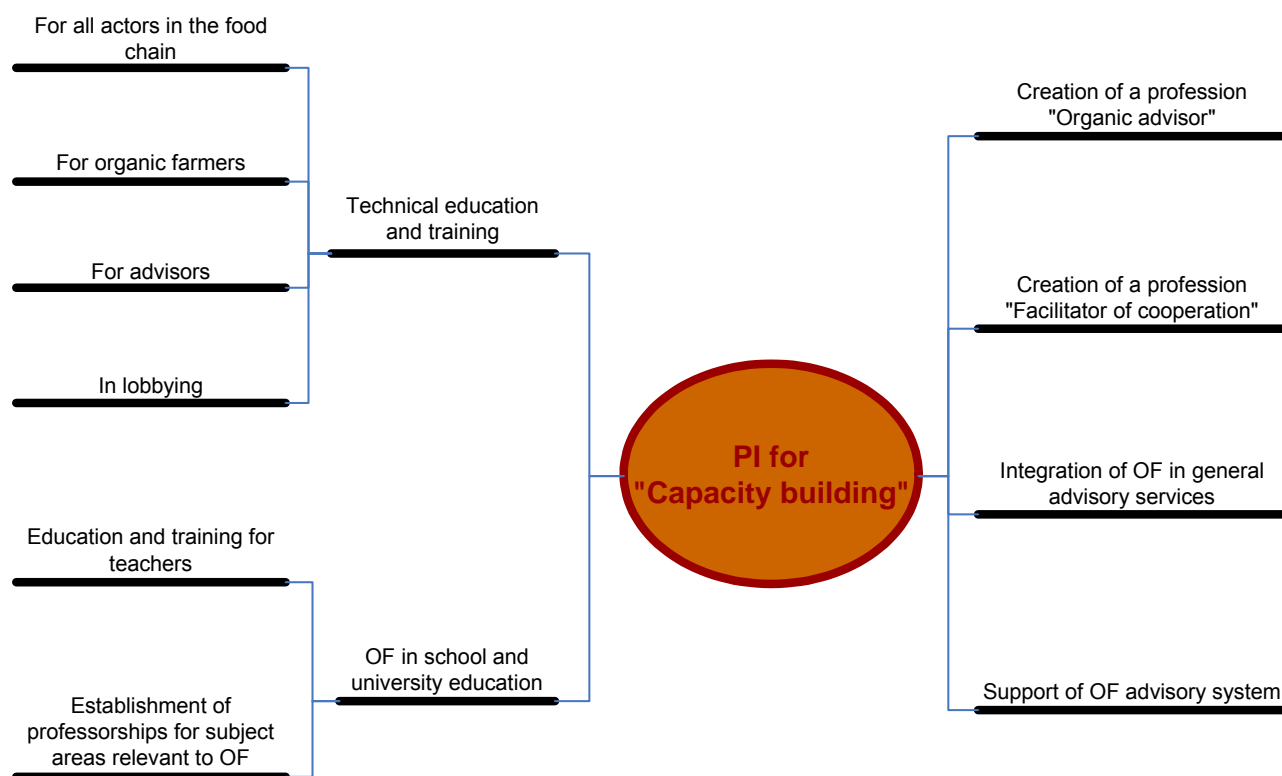 For all actors in the food
chain
For organic farmers
For advisors
In lobbying
Technical education
and training
Education and training for
teachers
Establishment of
professorships for subject
areas relevant to OF
OF in school and
university education
PI for
"Capacity building"
Creation of a profession
"Organic advisor"
Creation of a profession
"Facilitator of cooperation"
Integration of OF in general
advisory services
Support of OF advisory system